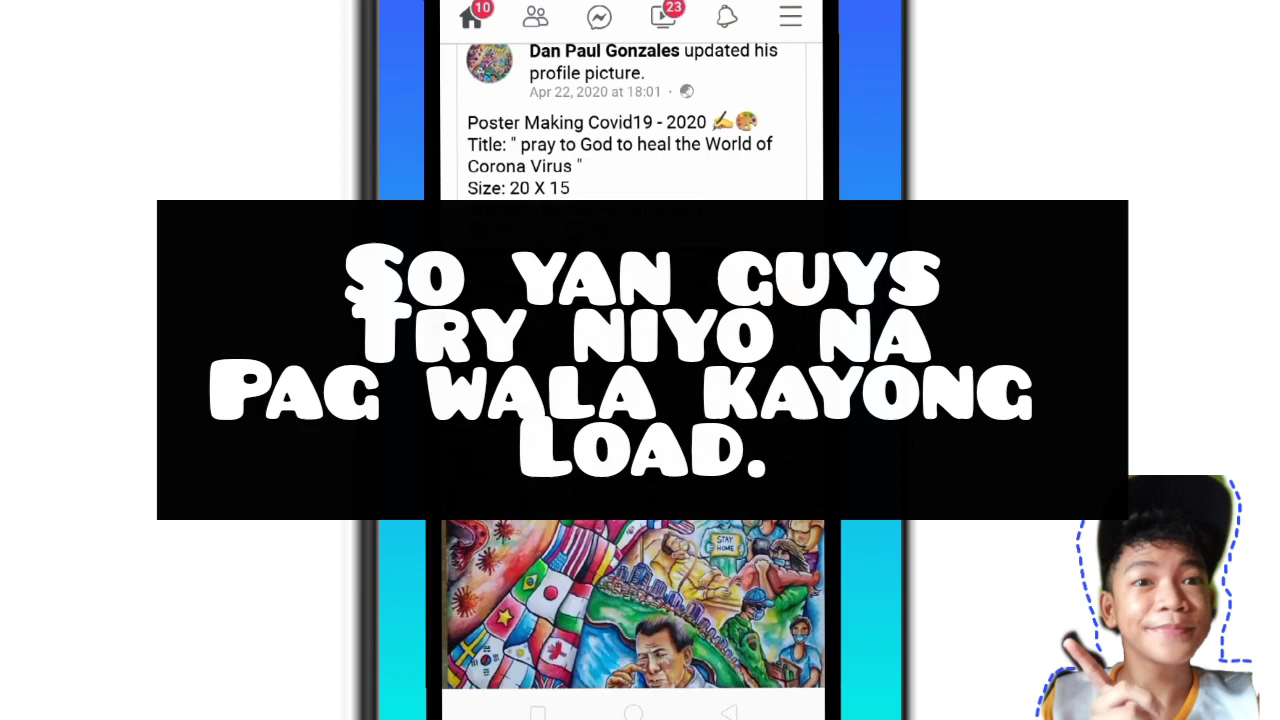 10
23
Dan Paul Gonzales updated his
profile picture.
Apr 22, 2020 at 18:01 ·
Poster Making Covid19 - 2020 ✍️🎨
Title: " pray to God to heal the World of
Corona Virus "
Size: 20 X 15
So yan guys
Try niyo na
Pag wala kayong
Load.
STAY
HOME